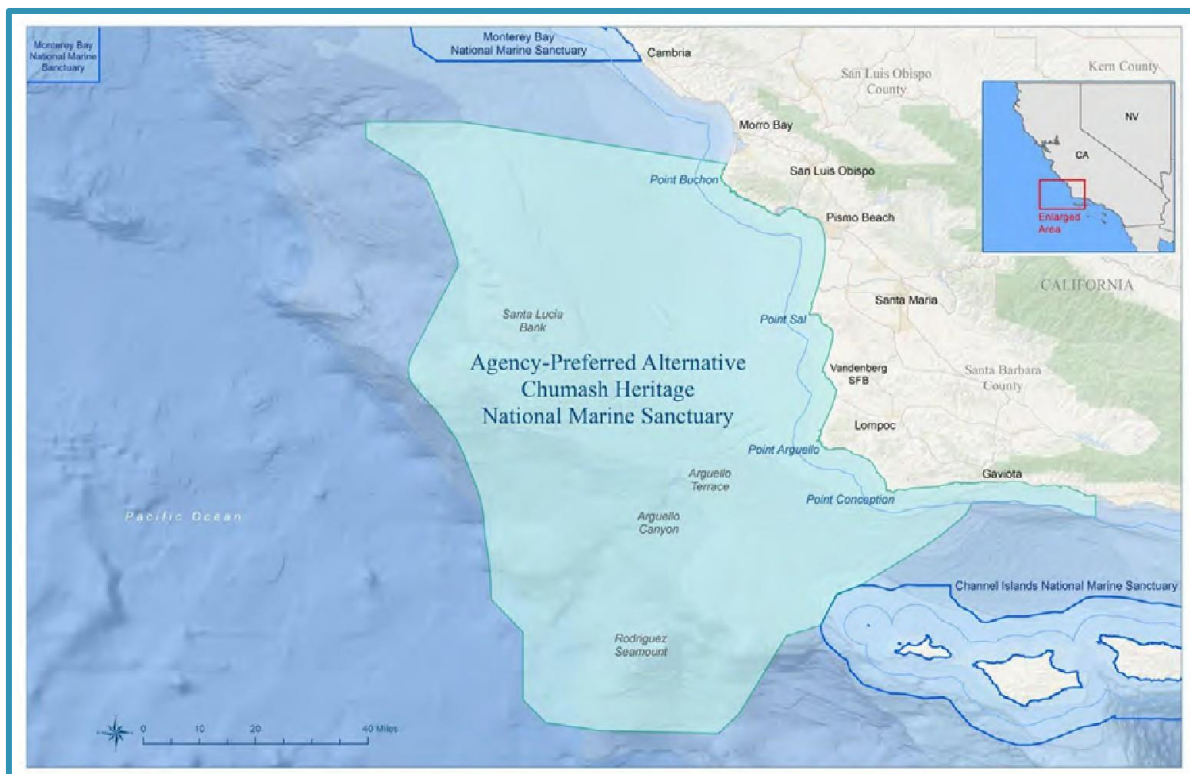 Monterey Bay
National Marine
Sanctuary
Monterey Bay
National Marine Sanctuary
Cambria
San Luis Obispo
County
Kern County
Morro Bay
NV
CA
Enlarged
Area
Point Buchon
San Luis Obispo
Pismo Beach
CALIFORNIA
Santa Maria
Santa Lucia
Bank
Point Sal
Agency-Preferred Alternative
Chumash Heritage
National Marine Sanctuary
Vandenberg
SFB
Santa Barbara
County
Lompoc
Point Arguello
Arguello
Terrace
Gaviota
Point Conception
Arguello
Canyon
Pacific Ocean
Channel Islands National Marine Sanctuary
Rodriguez
Seamount
0 10 20 40 Miles